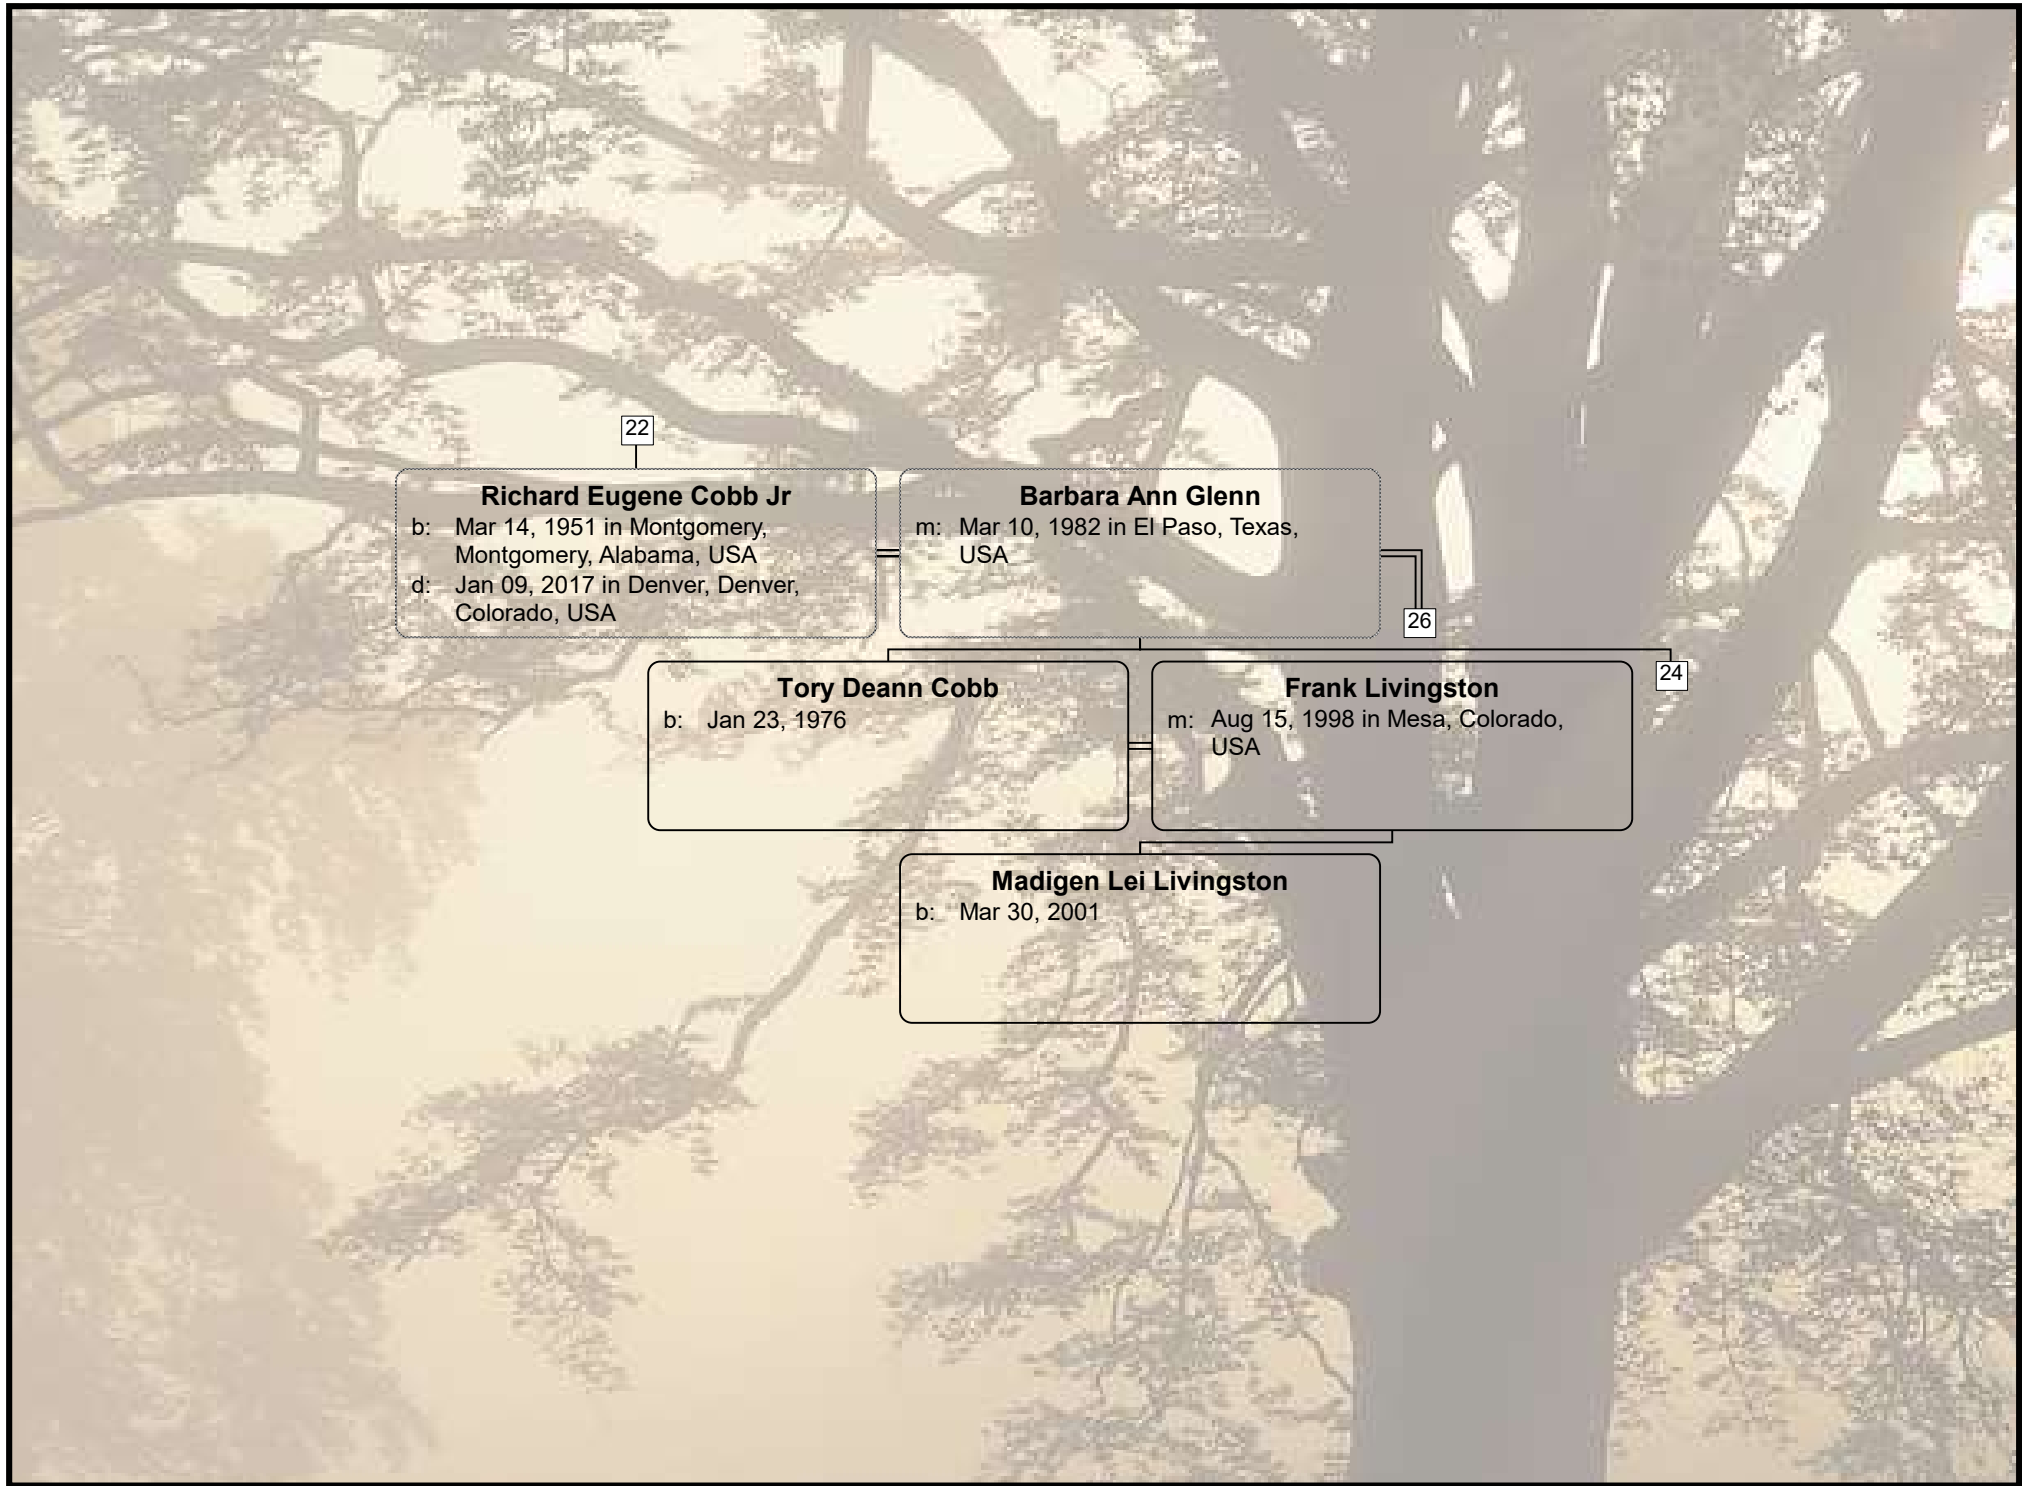 22
Richard Eugene Cobb Jr
b: Mar 14, 1951 in Montgomery,
Montgomery, Alabama, USA
d: Jan 09, 2017 in Denver, Denver,
Colorado, USA
Barbara Ann Glenn
m: Mar 10, 1982 in El Paso, Texas,
USA
26
24
Tory Deann Cobb
b: Jan 23, 1976
Frank Livingston
m: Aug 15, 1998 in Mesa, Colorado,
USA
Madigen Lei Livingston
b: Mar 30, 2001